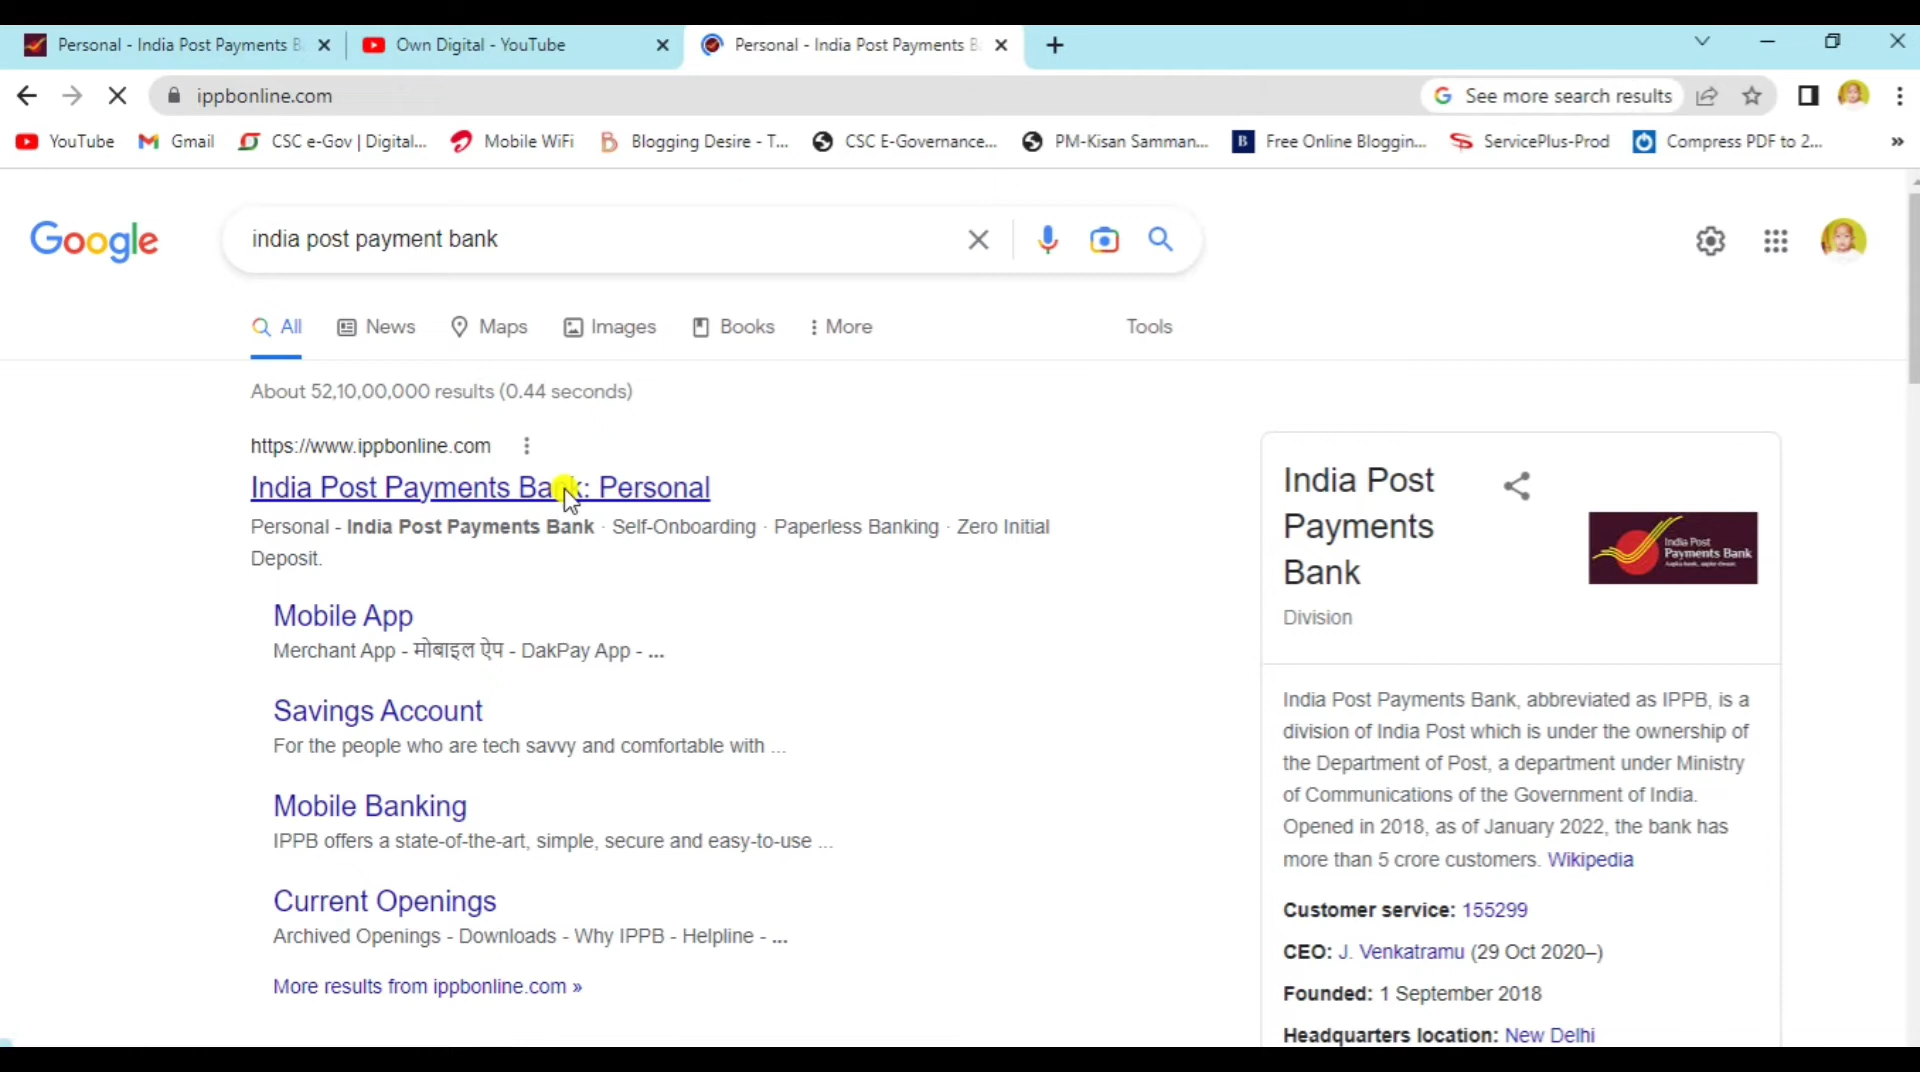 Personal - India Post Payments B
Own Digital - YouTube
Personal - India Post Payments B
ippbonline.com
See more search results
YouTube
Gmail
CSC e-Gov | Digital...
Mobile WiFi
Blogging Desire - T...
CSC E-Governance...
PM-Kisan Samman...
B
Free Online Bloggin...
ServicePlus-Prod
Compress PDF to 2...
»
Google
india post payment bank
All
News
Maps
Images
Books
More
Tools
About 52,10,00,000 results (0.44 seconds)
https://www.ippbonline.com
India Post Payments Bank: Personal
Personal - India Post Payments Bank · Self-Onboarding · Paperless Banking · Zero Initial
Deposit.
Mobile App
Merchant App - मोबाइल ऐप - DakPay App - ...
Savings Account
For the people who are tech savvy and comfortable with ...
Mobile Banking
IPPB offers a state-of-the-art, simple, secure and easy-to-use ...
Current Openings
Archived Openings - Downloads - Why IPPB - Helpline - ...
More results from ippbonline.com »
India Post
Payments
Bank
Division
India Post
Payments Bank
India Post Payments Bank, abbreviated as IPPB, is a
division of India Post which is under the ownership of
the Department of Post, a department under Ministry
of Communications of the Government of India.
Opened in 2018, as of January 2022, the bank has
more than 5 crore customers. Wikipedia
Customer service: 155299
CEO: J. Venkatramu (29 Oct 2020–)
Founded: 1 September 2018
Headquarters location: New Delhi